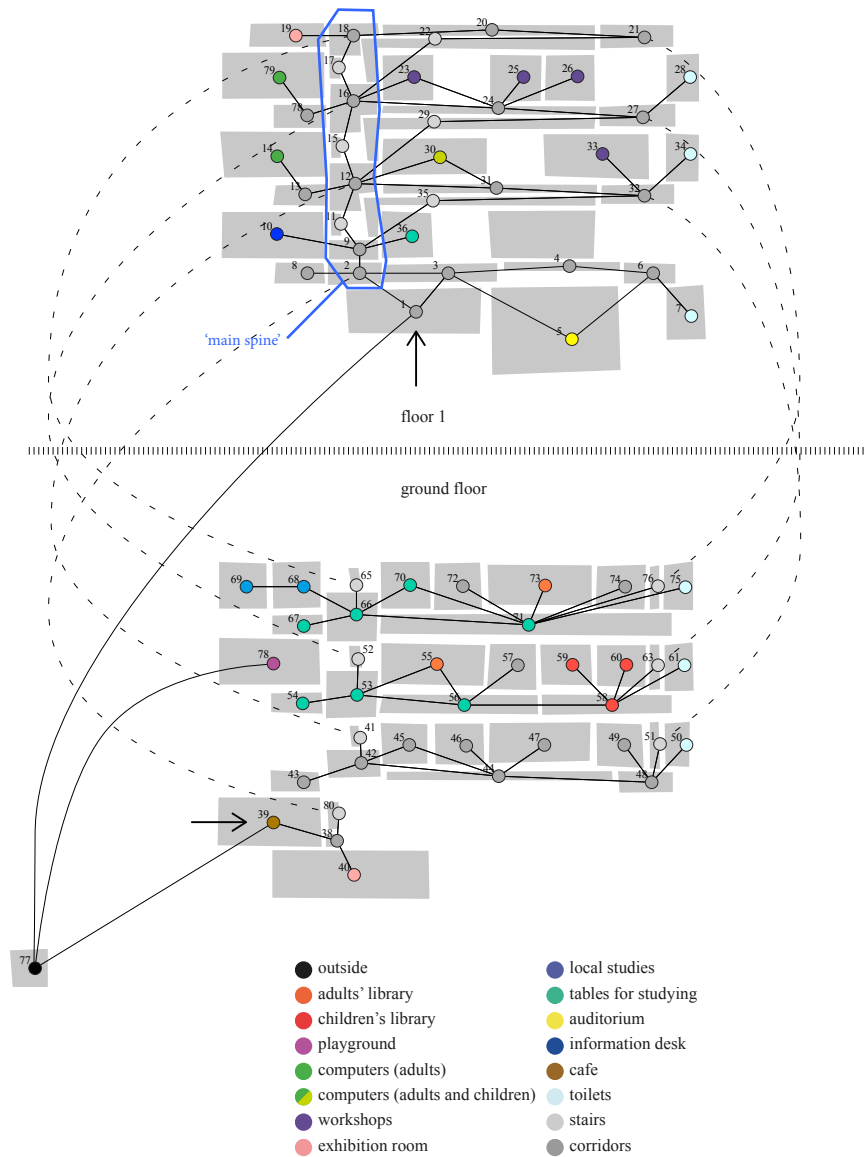 20
19 18 22 21
17
79 23 25 26 28
16
78 24 27
29
15
14 30 33 34
12
13 31 32
35
11
10 36
9
8 2 3 4 6
1 7
5
'main spine'
floor 1
ground floor
69 68 65 70 72 73 74 76 75
66
67 71
78 52 55 57 59 60 63 61
53
54 56 58
41 45 46 47 49 51 50
42
43 44 48
80
39
38
40
77
outside
adults' library
children's library
playground
computers (adults)
computers (adults and children)
workshops
exhibition room
local studies
tables for studying
auditorium
information desk
cafe
toilets
stairs
corridors